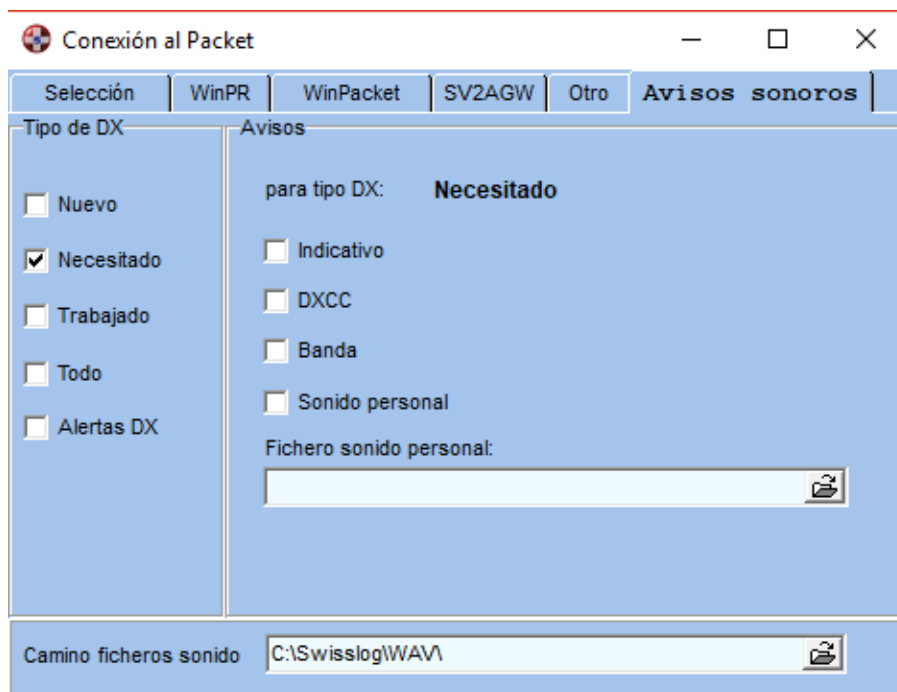 Conexión al Packet
Selección WinPR WinPacket SV2AGW Otro Avisos sonoros
Tipo de DX
Nuevo
Necesitado
Trabajado
Todo
Alertas DX
Avisos
para tipo DX: Necesitado
Indicativo
DXCC
Banda
Sonido personal
Fichero sonido personal:
Camino ficheros sonido C:\Swisslog\WAV\